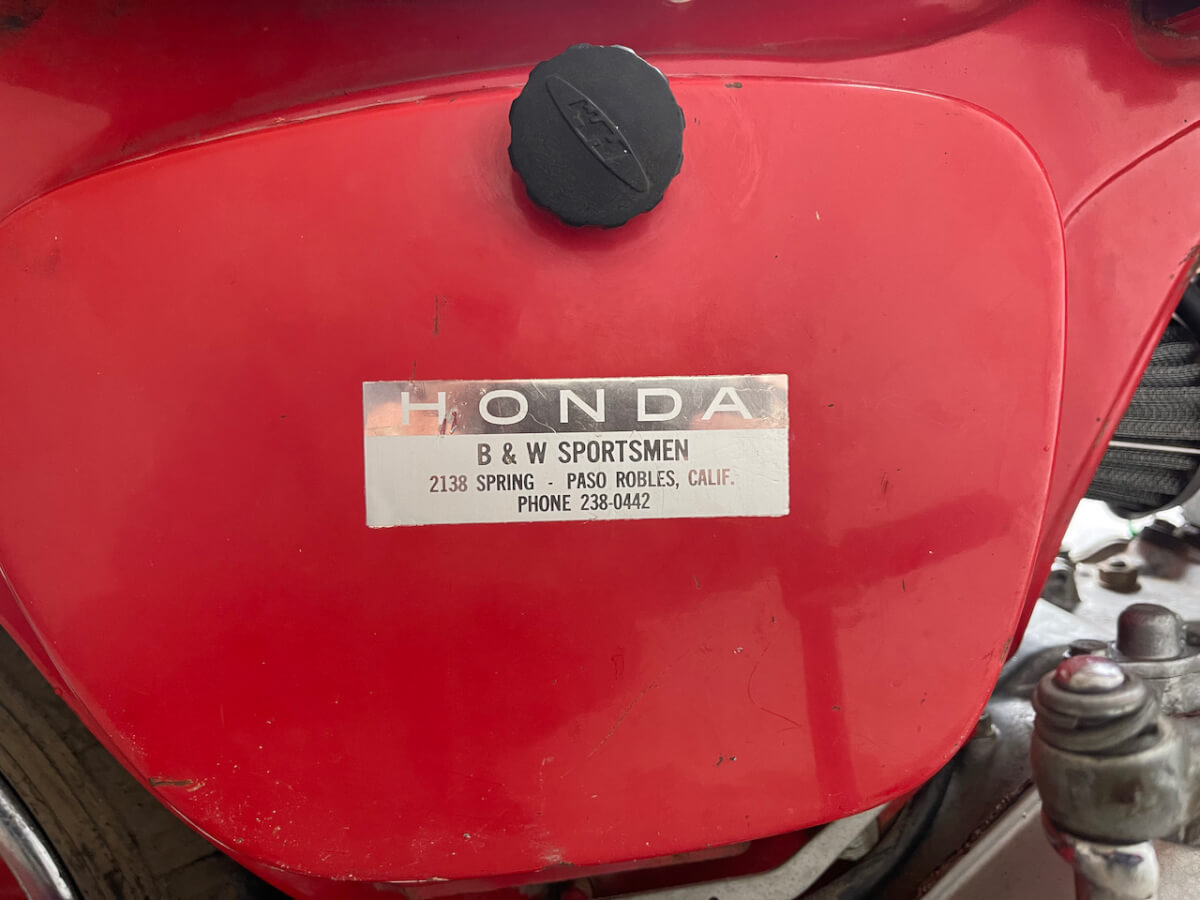 HONDA
B & W SPORTSMEN
2138 SPRING - PASO ROBLES, CALIF.
PHONE 238-0442